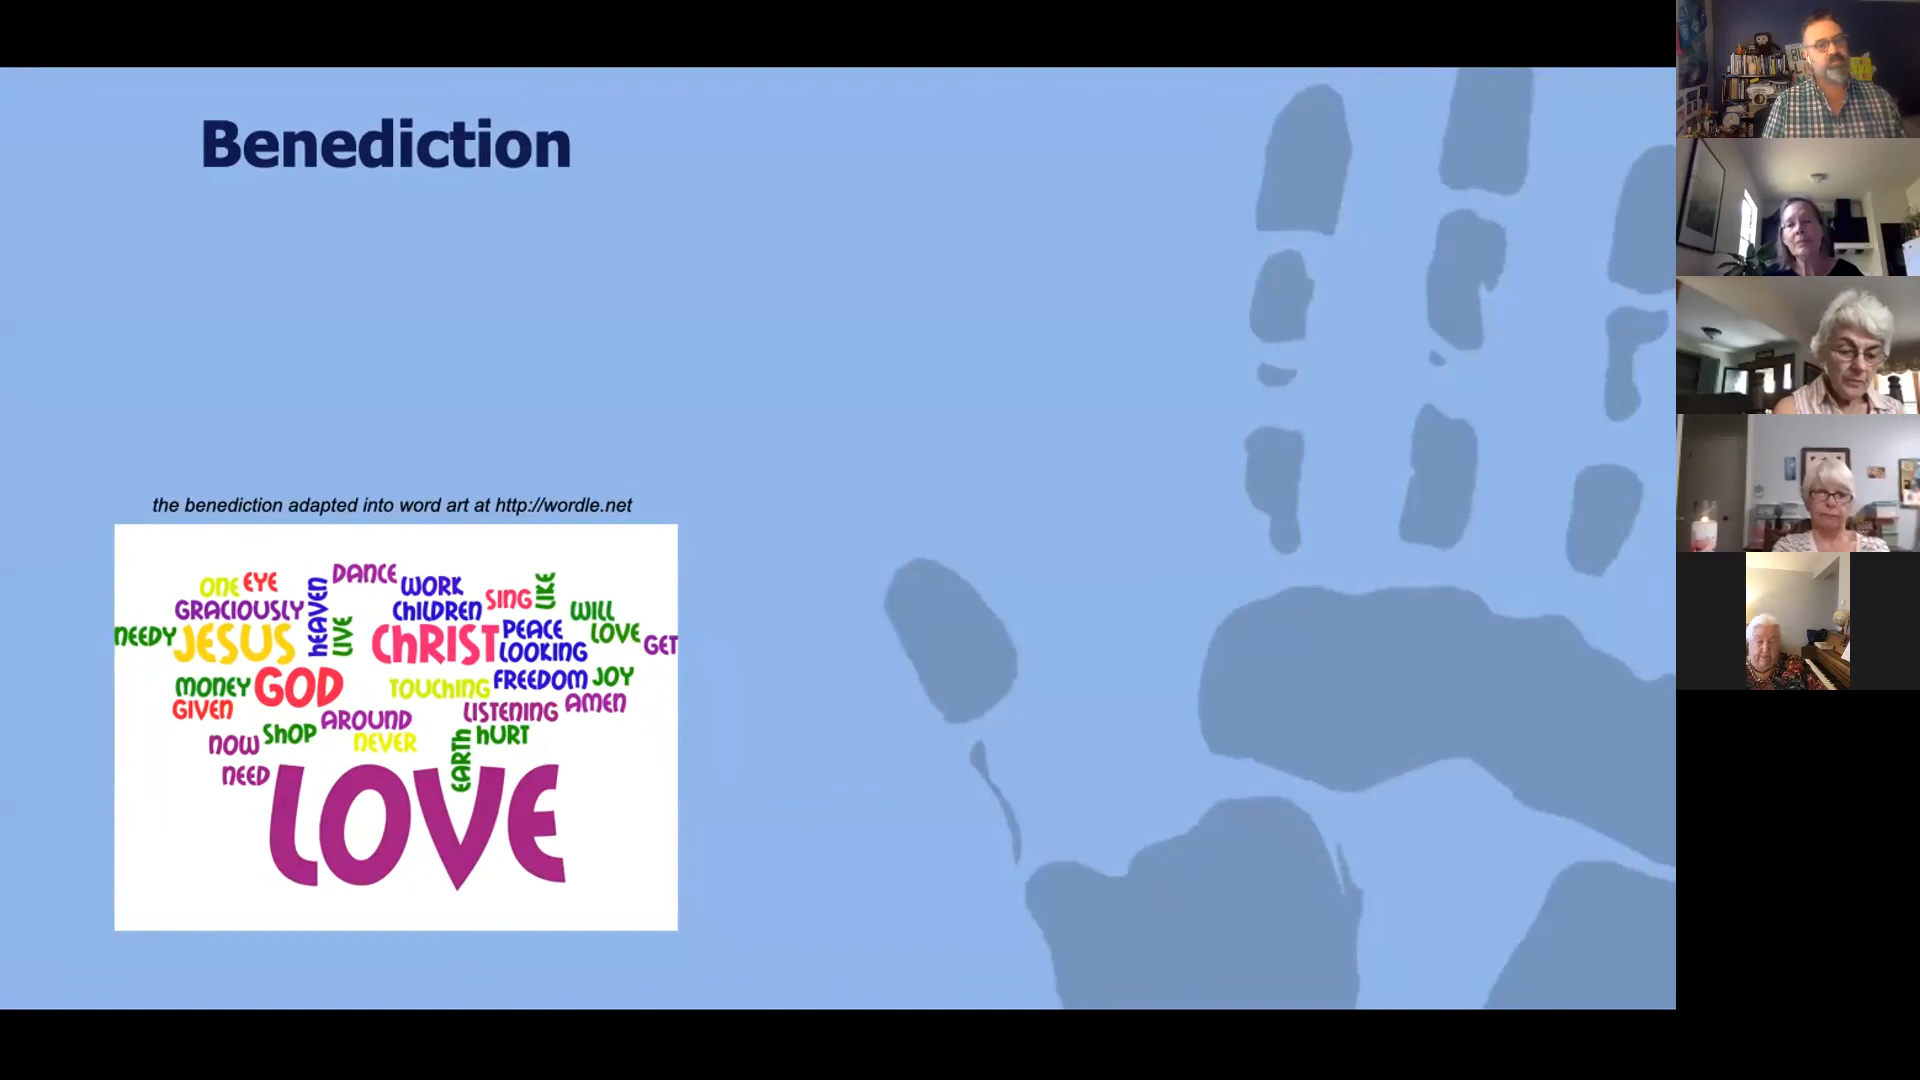 Benediction
the benediction adapted into word art at http://wordle.net
ONE EYE HEAVEN DANCE WORK SING LIKE
GRACIOUSLY CHILDREN WILL
NEEDY JESUS LIVE CHRIST PEACE LOVE GET
LOOKING
MONEY GOD TOUCHING FREEDOM JOY
GIVEN AROUND LISTENING AMEN
NOW SHOP NEVER EARTH HURT
NEED LOVE